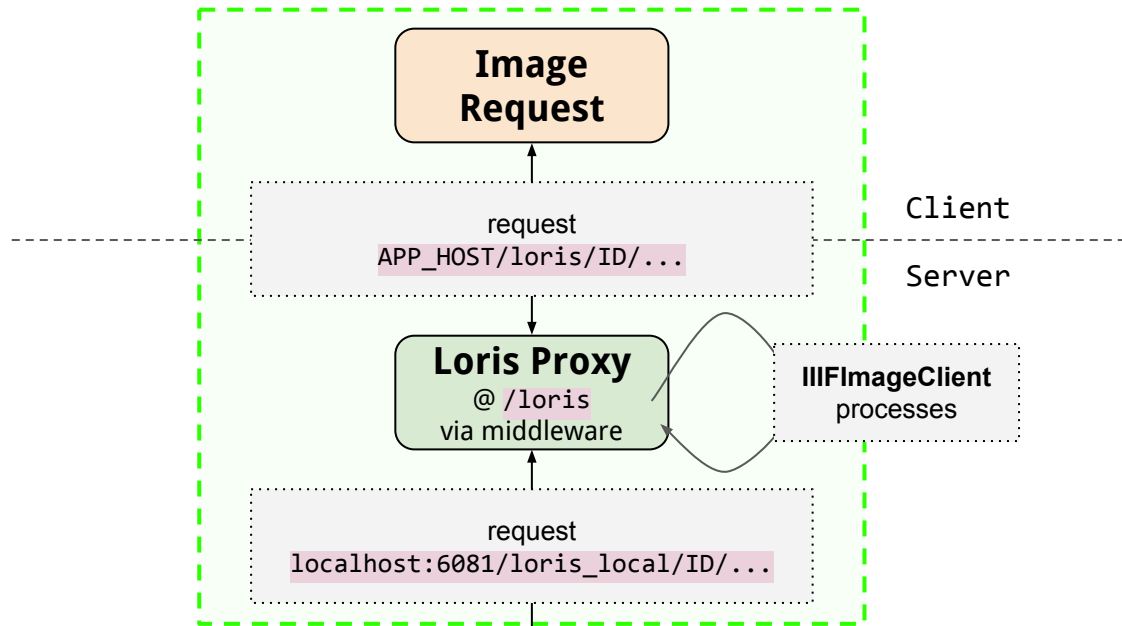 Image
Request
request
APP_HOST/loris/ID/...
Client
Server
Loris Proxy
@ /loris
via middleware
IIIFImageClient
processes
request
localhost:6081/loris_local/ID/...